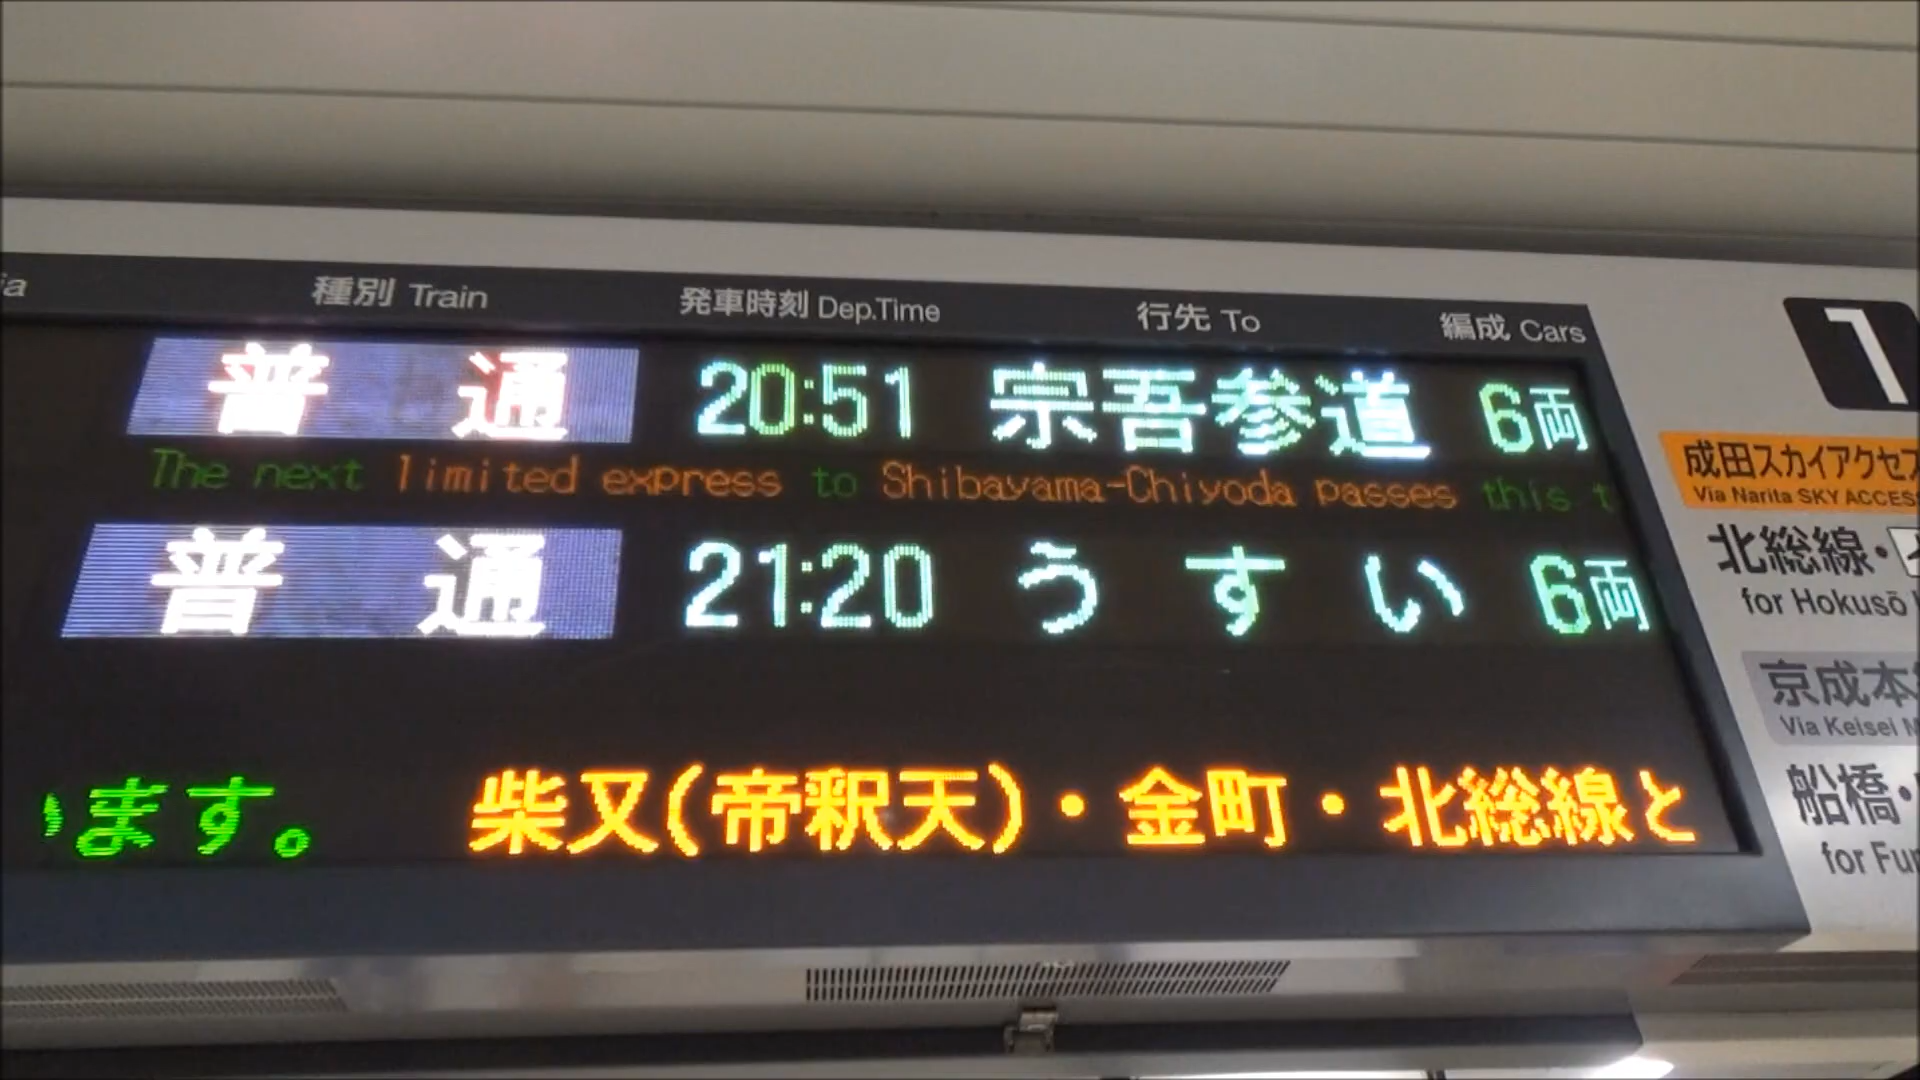 種別 Train 発車時刻 Dep.Time 行先 To 編成 Cars
普通 20:51 宗吾参道 6両
The next limited express to Shibayama-Chiyoda passes this t
普通 21:20 うすい 6両
います。 柴又(帝釈天)・金町・北総線と
1
成田スカイアクセス
Via Narita SKY ACCESS
北総線・
for Hokusō
京成本
Via Keisei
船橋・
for Fu